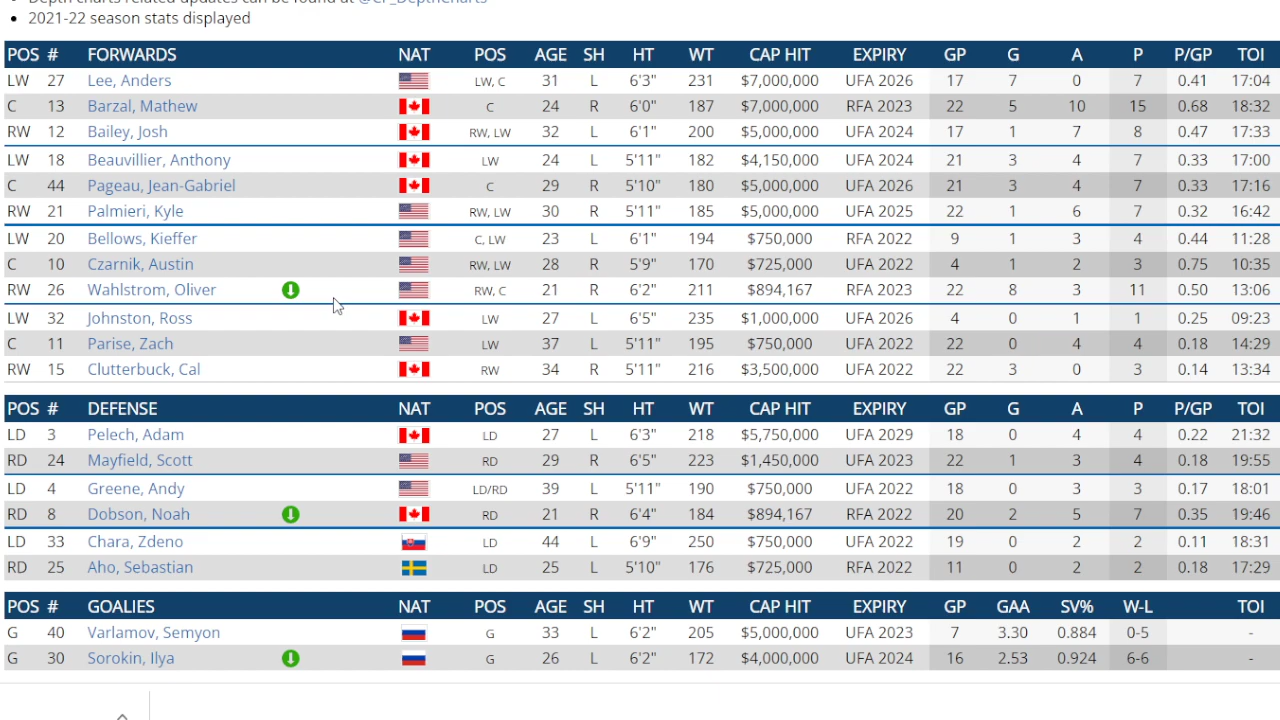 Depth charts related updates can be found at @CF_DepthCharts
2021-22 season stats displayed
POS # FORWARDS NAT POS AGE SH HT WT CAP HIT EXPIRY GP G A P P/GP TOI
LW 27 Lee, Anders LW, C 31 L 6'3" 231 $7,000,000 UFA 2026 17 7 0 7 0.41 17:04
C 13 Barzal, Mathew C 24 R 6'0" 187 $7,000,000 RFA 2023 22 5 10 15 0.68 18:32
RW 12 Bailey, Josh RW, LW 32 L 6'1" 200 $5,000,000 UFA 2024 17 1 7 8 0.47 17:33
LW 18 Beauvillier, Anthony LW 24 L 5'11" 182 $4,150,000 UFA 2024 21 3 4 7 0.33 17:00
C 44 Pageau, Jean-Gabriel C 29 R 5'10" 180 $5,000,000 UFA 2026 21 3 4 7 0.33 17:16
RW 21 Palmieri, Kyle RW, LW 30 R 5'11" 185 $5,000,000 UFA 2025 22 1 6 7 0.32 16:42
LW 20 Bellows, Kieffer C, LW 23 L 6'1" 194 $750,000 RFA 2022 9 1 3 4 0.44 11:28
C 10 Czarnik, Austin RW, LW 28 R 5'9" 170 $725,000 UFA 2022 4 1 2 3 0.75 10:35
RW 26 Wahlstrom, Oliver RW, C 21 R 6'2" 211 $894,167 RFA 2023 22 8 3 11 0.50 13:06
LW 32 Johnston, Ross LW 27 L 6'5" 235 $1,000,000 UFA 2026 4 0 1 1 0.25 09:23
C 11 Parise, Zach LW 37 L 5'11" 195 $750,000 UFA 2022 22 0 4 4 0.18 14:29
RW 15 Clutterbuck, Cal RW 34 R 5'11" 216 $3,500,000 UFA 2022 22 3 0 3 0.14 13:34
POS # DEFENSE NAT POS AGE SH HT WT CAP HIT EXPIRY GP G A P P/GP TOI
LD 3 Pelech, Adam LD 27 L 6'3" 218 $5,750,000 UFA 2029 18 0 4 4 0.22 21:32
RD 24 Mayfield, Scott RD 29 R 6'5" 223 $1,450,000 UFA 2023 22 1 3 4 0.18 19:55
LD 4 Greene, Andy LD/RD 39 L 5'11" 190 $750,000 UFA 2022 18 0 3 3 0.17 18:01
RD 8 Dobson, Noah RD 21 R 6'4" 184 $894,167 RFA 2022 20 2 5 7 0.35 19:46
LD 33 Chara, Zdeno LD 44 L 6'9" 250 $750,000 UFA 2022 19 0 2 2 0.11 18:31
RD 25 Aho, Sebastian LD 25 L 5'10" 176 $725,000 RFA 2022 11 0 2 2 0.18 17:29
POS # GOALIES NAT POS AGE SH HT WT CAP HIT EXPIRY GP GAA SV% W-L TOI
G 40 Varlamov, Semyon G 33 L 6'2" 205 $5,000,000 UFA 2023 7 3.30 0.884 0-5 -
G 30 Sorokin, Ilya G 26 L 6'2" 172 $4,000,000 UFA 2024 16 2.53 0.924 6-6 -